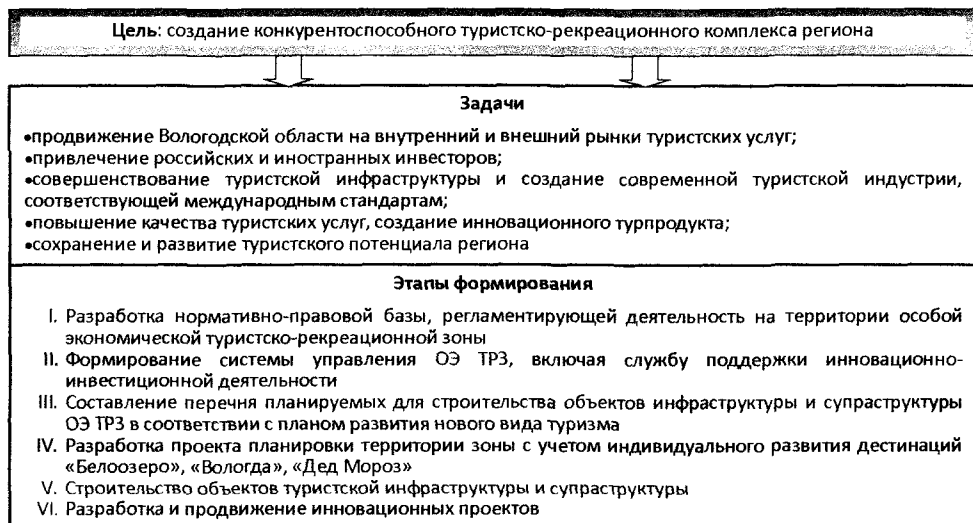 Цель: создание конкурентоспособного туристско-рекреационного комплекса региона
Задачи
•продвижение Вологодской области на внутренний и внешний рынки туристских услуг;
•привлечение российских и иностранных инвесторов;
•совершенствование туристской инфраструктуры и создание современной туристской индустрии,
соответствующей международным стандартам;
•повышение качества туристских услуг, создание инновационного турпродукта;
•сохранение и развитие туристского потенциала региона
Этапы формирования
I. Разработка нормативно-правовой базы, регламентирующей деятельность на территории особой
экономической туристско-рекреационной зоны
II. Формирование системы управления ОЭ ТРЗ, включая службу поддержки инновационно-
инвестиционной деятельности
III. Составление перечня планируемых для строительства объектов инфраструктуры и супраструктуры
ОЭ ТРЗ в соответствии с планом развития нового вида туризма
IV. Разработка проекта планировки территории зоны с учетом индивидуального развития дестинаций
«Белоозеро», «Вологда», «Дед Мороз»
V. Строительство объектов туристской инфраструктуры и супраструктуры
VI. Разработка и продвижение инновационных проектов